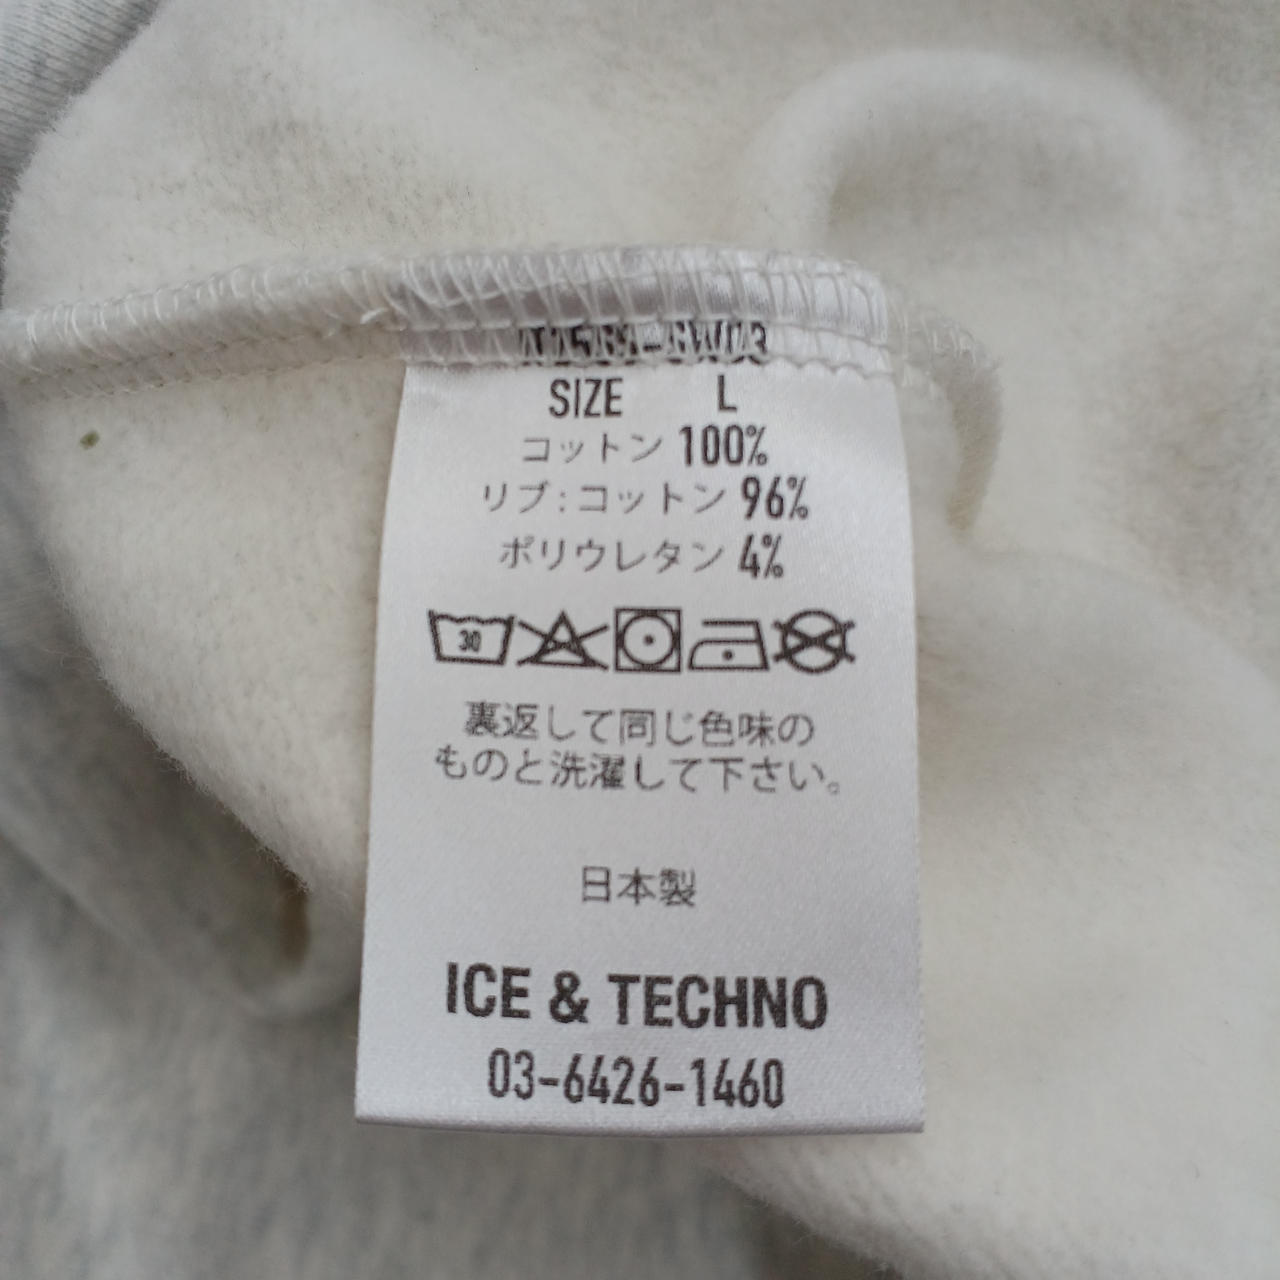 SIZE L
コットン 100%
リブ:コットン 96%
ポリウレタン 4%
30
裏返して同じ色味の
ものと洗濯して下さい。
日本製
ICE & TECHNO
03-6426-1460